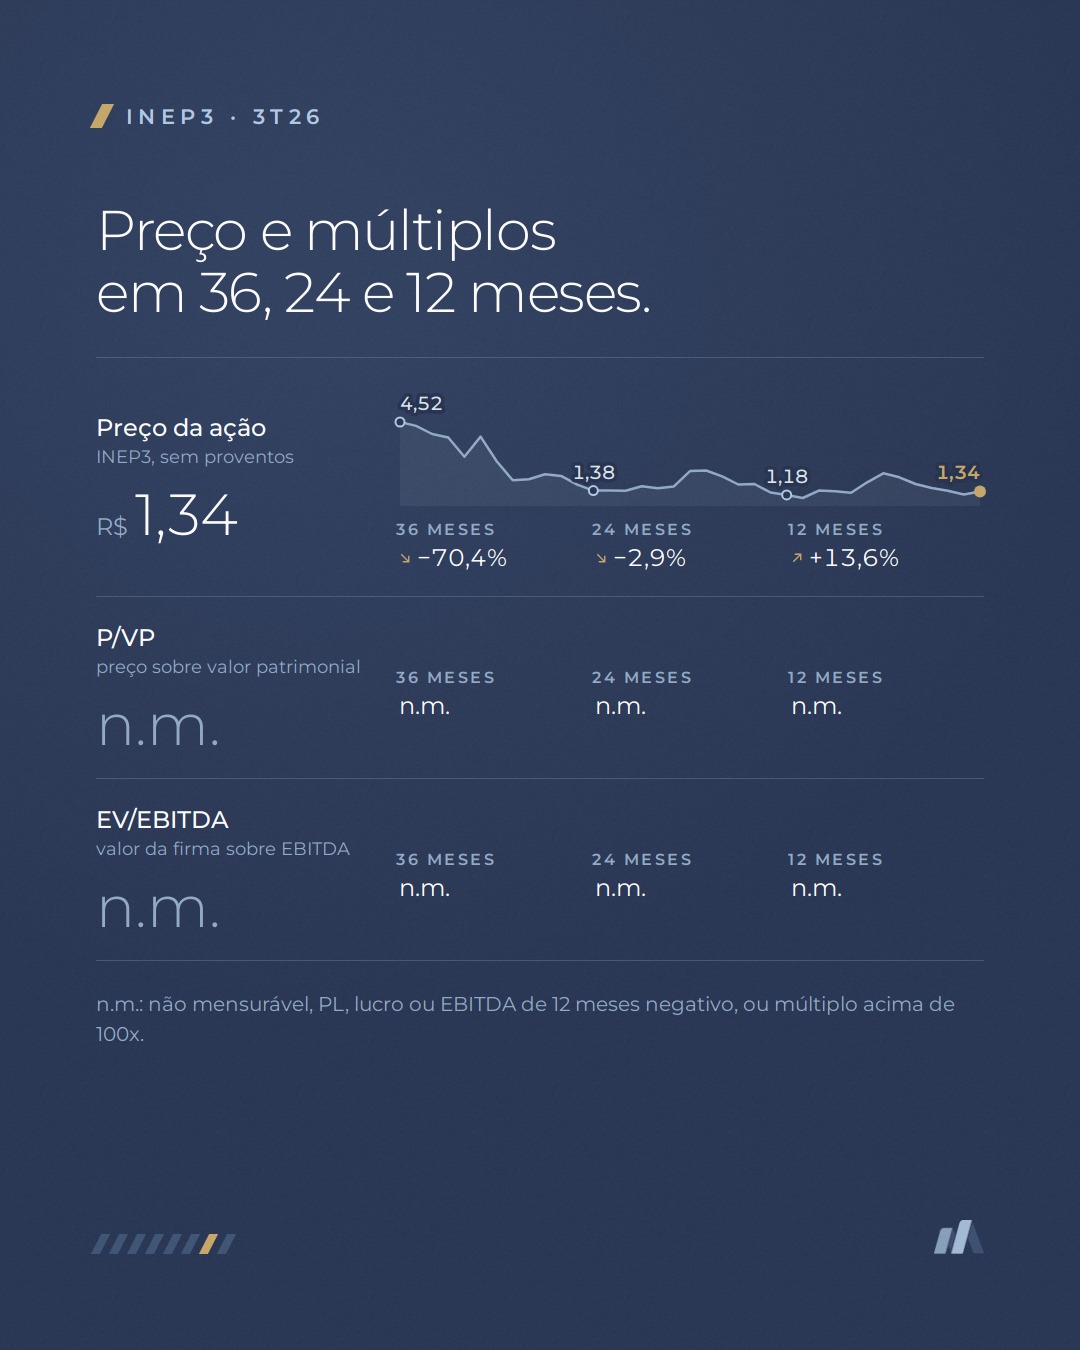 INEP3 · 3T26
Preço e múltiplos
em 36, 24 e 12 meses.
Preço da ação
INEP3, sem proventos
R$ 1,34
4,52
1,38
1,18
1,34
36 MESES
24 MESES
12 MESES
↘ −70,4%
↘ −2,9%
↗ +13,6%
P/VP
preço sobre valor patrimonial
n.m.
36 MESES
24 MESES
12 MESES
n.m.
n.m.
n.m.
EV/EBITDA
valor da firma sobre EBITDA
n.m.
36 MESES
24 MESES
12 MESES
n.m.
n.m.
n.m.
n.m.: não mensurável, PL, lucro ou EBITDA de 12 meses negativo, ou múltiplo acima de
100x.